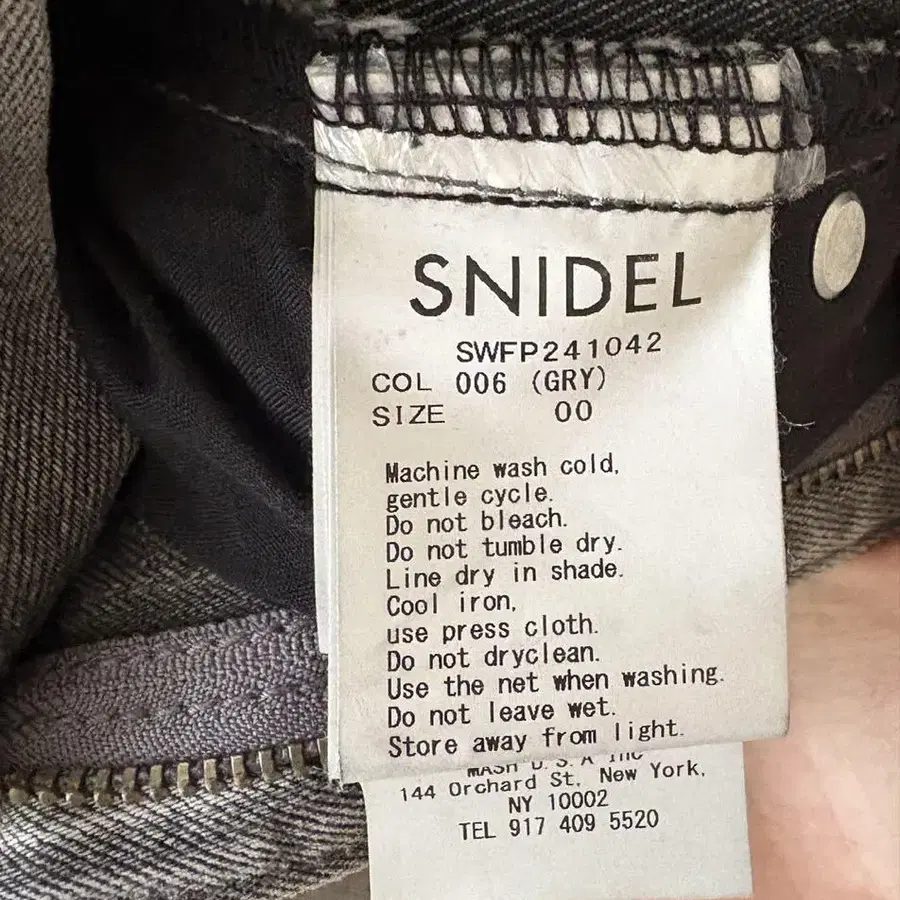 SNIDEL
SWFP241042
COL 006 (GRY)
SIZE 00
Machine wash cold,
gentle cycle.
Do not bleach.
Do not tumble dry.
Line dry in shade.
Cool iron,
use press cloth.
Do not dryclean.
Use the net when washing.
Do not leave wet.
Store away from light.
MASH U.S.A Inc
144 Orchard St, New York,
NY 10002
TEL 917 409 5520